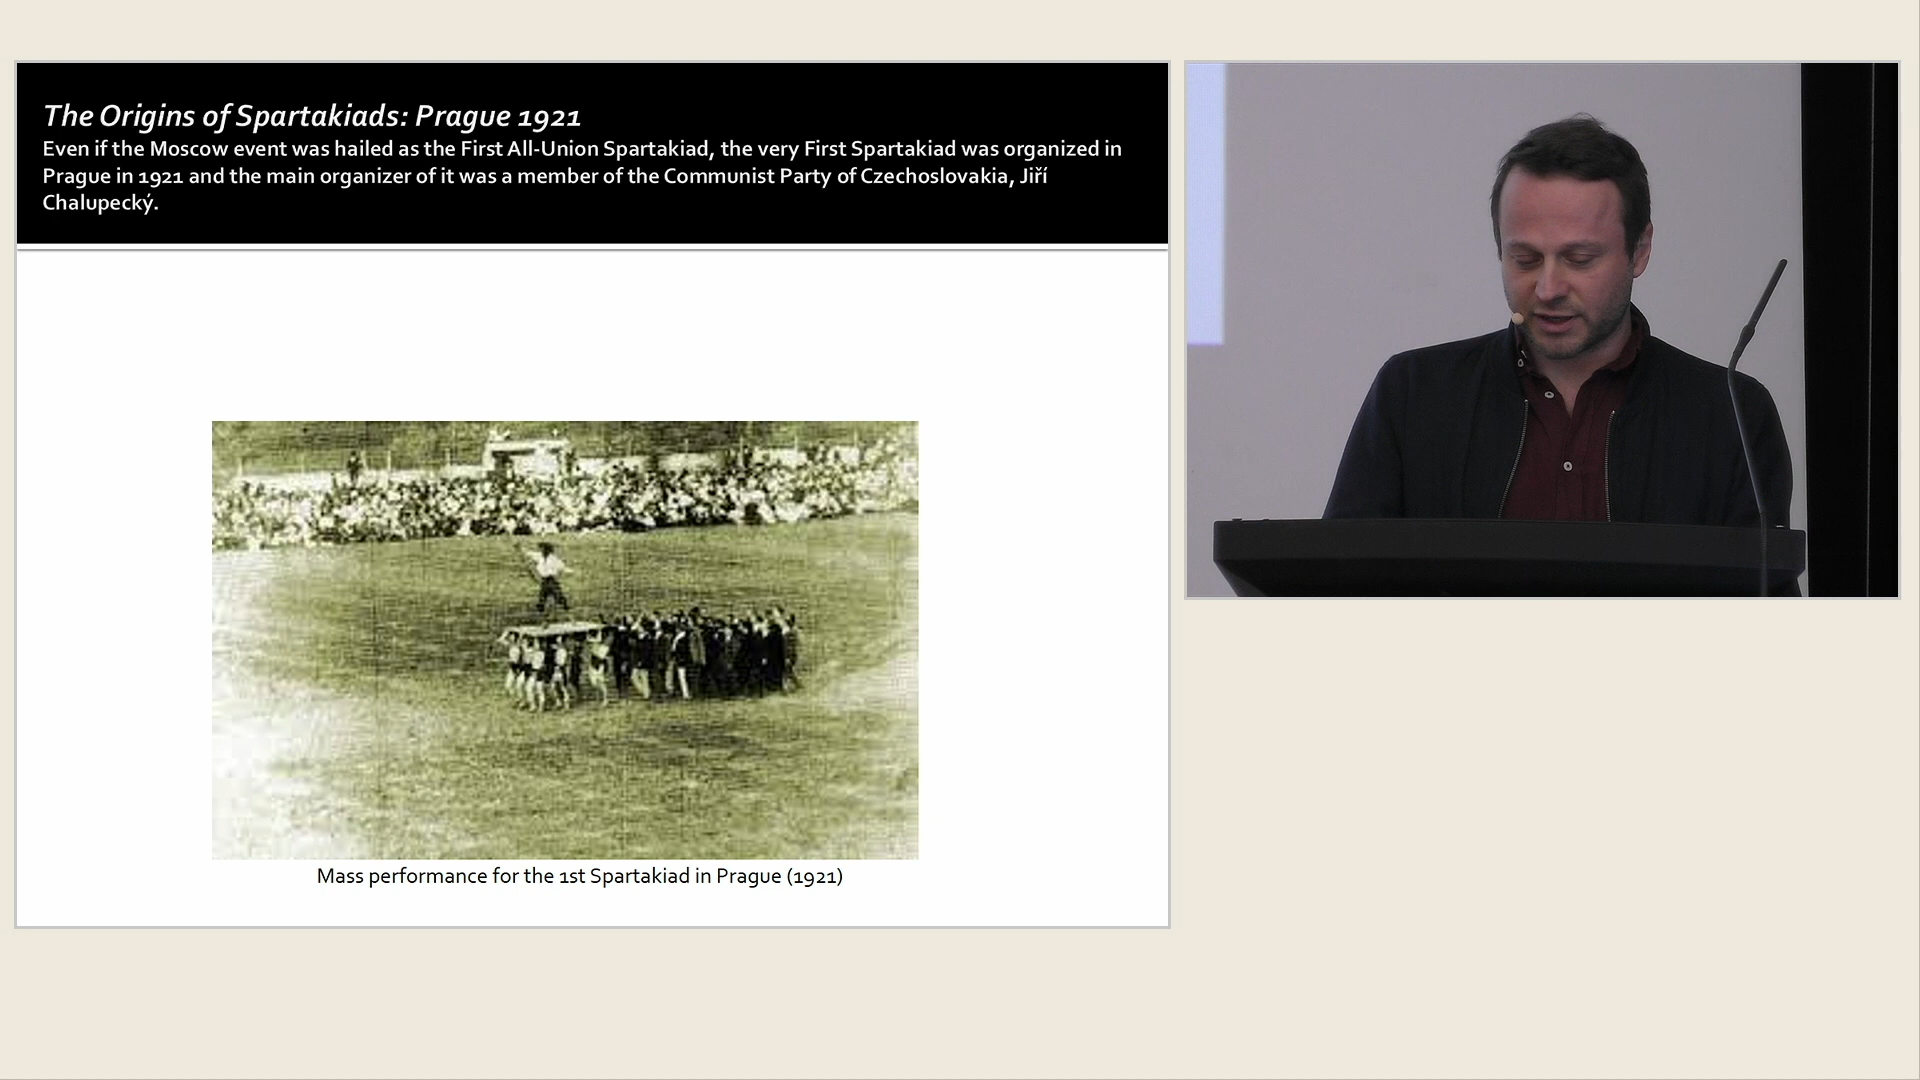 The Origins of Spartakiads: Prague 1921
Even if the Moscow event was hailed as the First All-Union Spartakiad, the very First Spartakiad was organized in
Prague in 1921 and the main organizer of it was a member of the Communist Party of Czechoslovakia, Jiří
Chalupecký.
Mass performance for the 1st Spartakiad in Prague (1921)